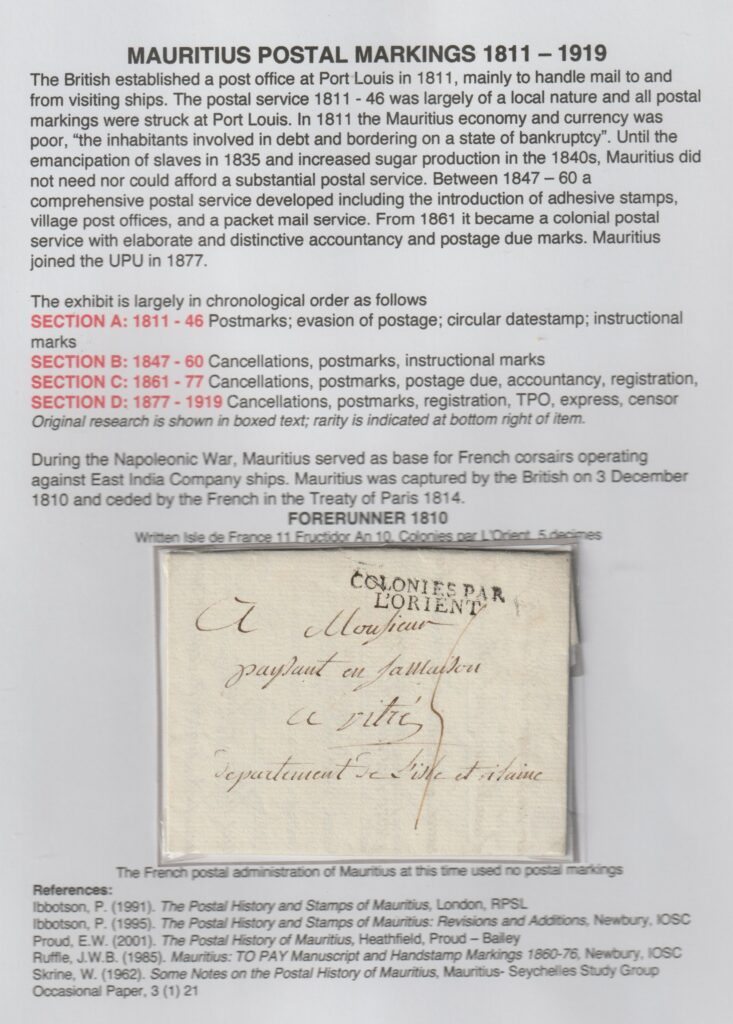 MAURITIUS POSTAL MARKINGS 1811 – 1919
The British established a post office at Port Louis in 1811, mainly to handle mail to and
from visiting ships. The postal service 1811 - 46 was largely of a local nature and all postal
markings were struck at Port Louis. In 1811 the Mauritius economy and currency was
poor, “the inhabitants involved in debt and bordering on a state of bankruptcy”. Until the
emancipation of slaves in 1835 and increased sugar production in the 1840s, Mauritius did
not need nor could afford a substantial postal service. Between 1847 – 60 a
comprehensive postal service developed including the introduction of adhesive stamps,
village post offices, and a packet mail service. From 1861 it became a colonial postal
service with elaborate and distinctive accountancy and postage due marks. Mauritius
joined the UPU in 1877.
The exhibit is largely in chronological order as follows
SECTION A: 1811 - 46 Postmarks; evasion of postage; circular datestamp; instructional
marks
SECTION B: 1847 - 60 Cancellations, postmarks, instructional marks
SECTION C: 1861 - 77 Cancellations, postmarks, postage due, accountancy, registration,
SECTION D: 1877 - 1919 Cancellations, postmarks, registration, TPO, express, censor
Original research is shown in boxed text; rarity is indicated at bottom right of item.
During the Napoleonic War, Mauritius served as base for French corsairs operating
against East India Company ships. Mauritius was captured by the British on 3 December
1810 and ceded by the French in the Treaty of Paris 1814.
FORERUNNER 1810
Written Isle de France 11 Fructidor An 10, Colonies par L'Orient, 5 decimes
COLONIES PAR
L'ORIENT
A Monsieur
paysant en sa Maison
a vitré
departement de L'isle et vilaine
The French postal administration of Mauritius at this time used no postal markings
References:
Ibbotson, P. (1991). The Postal History and Stamps of Mauritius, London, RPSL
Ibbotson, P. (1995). The Postal History and Stamps of Mauritius: Revisions and Additions, Newbury, IOSC
Proud, E.W. (2001). The Postal History of Mauritius, Heathfield, Proud – Bailey
Ruffle, J.W.B. (1985). Mauritius: TO PAY Manuscript and Handstamp Markings 1860-76, Newbury, IOSC
Skrine, W. (1962). Some Notes on the Postal History of Mauritius, Mauritius- Seychelles Study Group
Occasional Paper, 3 (1) 21